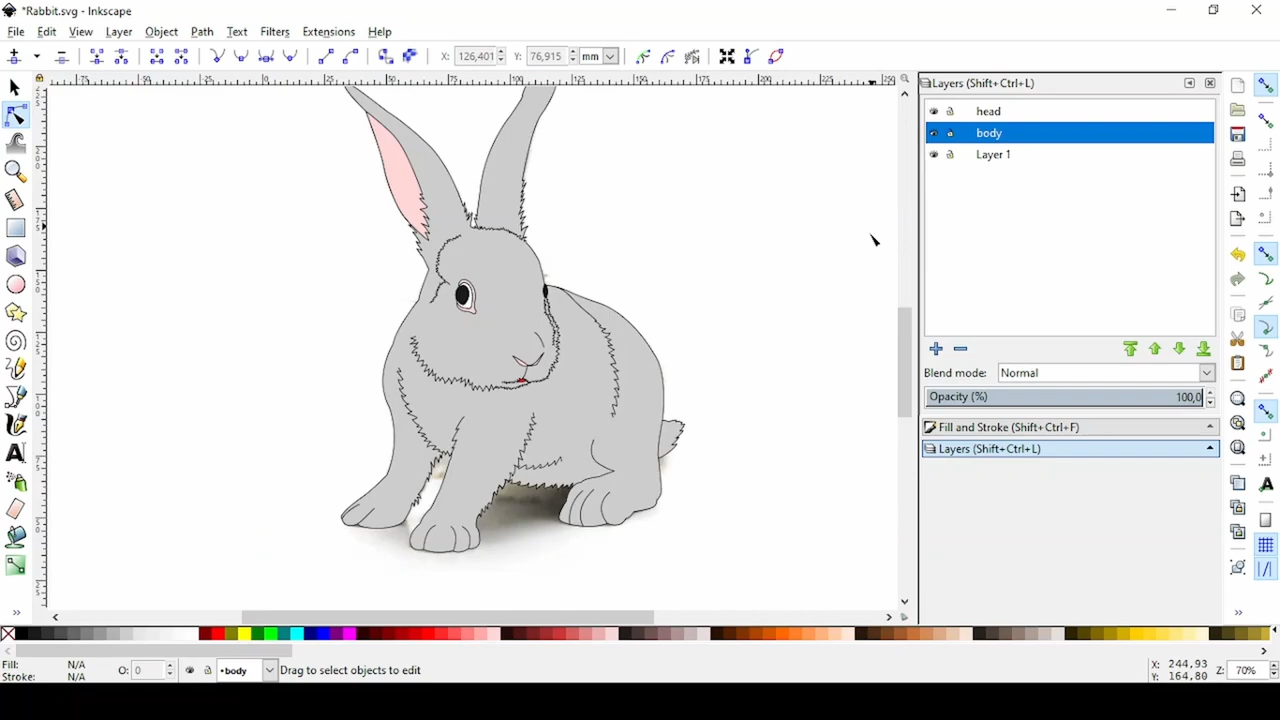 *Rabbit.svg - Inkscape
File Edit View Layer Object Path Text Filters Extensions Help
X: 126,401 Y: 76,915 mm
Layers (Shift+Ctrl+L)
head
body
Layer 1
Blend mode: Normal
Opacity (%) 100,0
Fill and Stroke (Shift+Ctrl+F)
Layers (Shift+Ctrl+L)
Fill: N/A
Stroke: N/A
O: 0
•body
Drag to select objects to edit
X: 244,93
Y: 164,80
Z: 70%